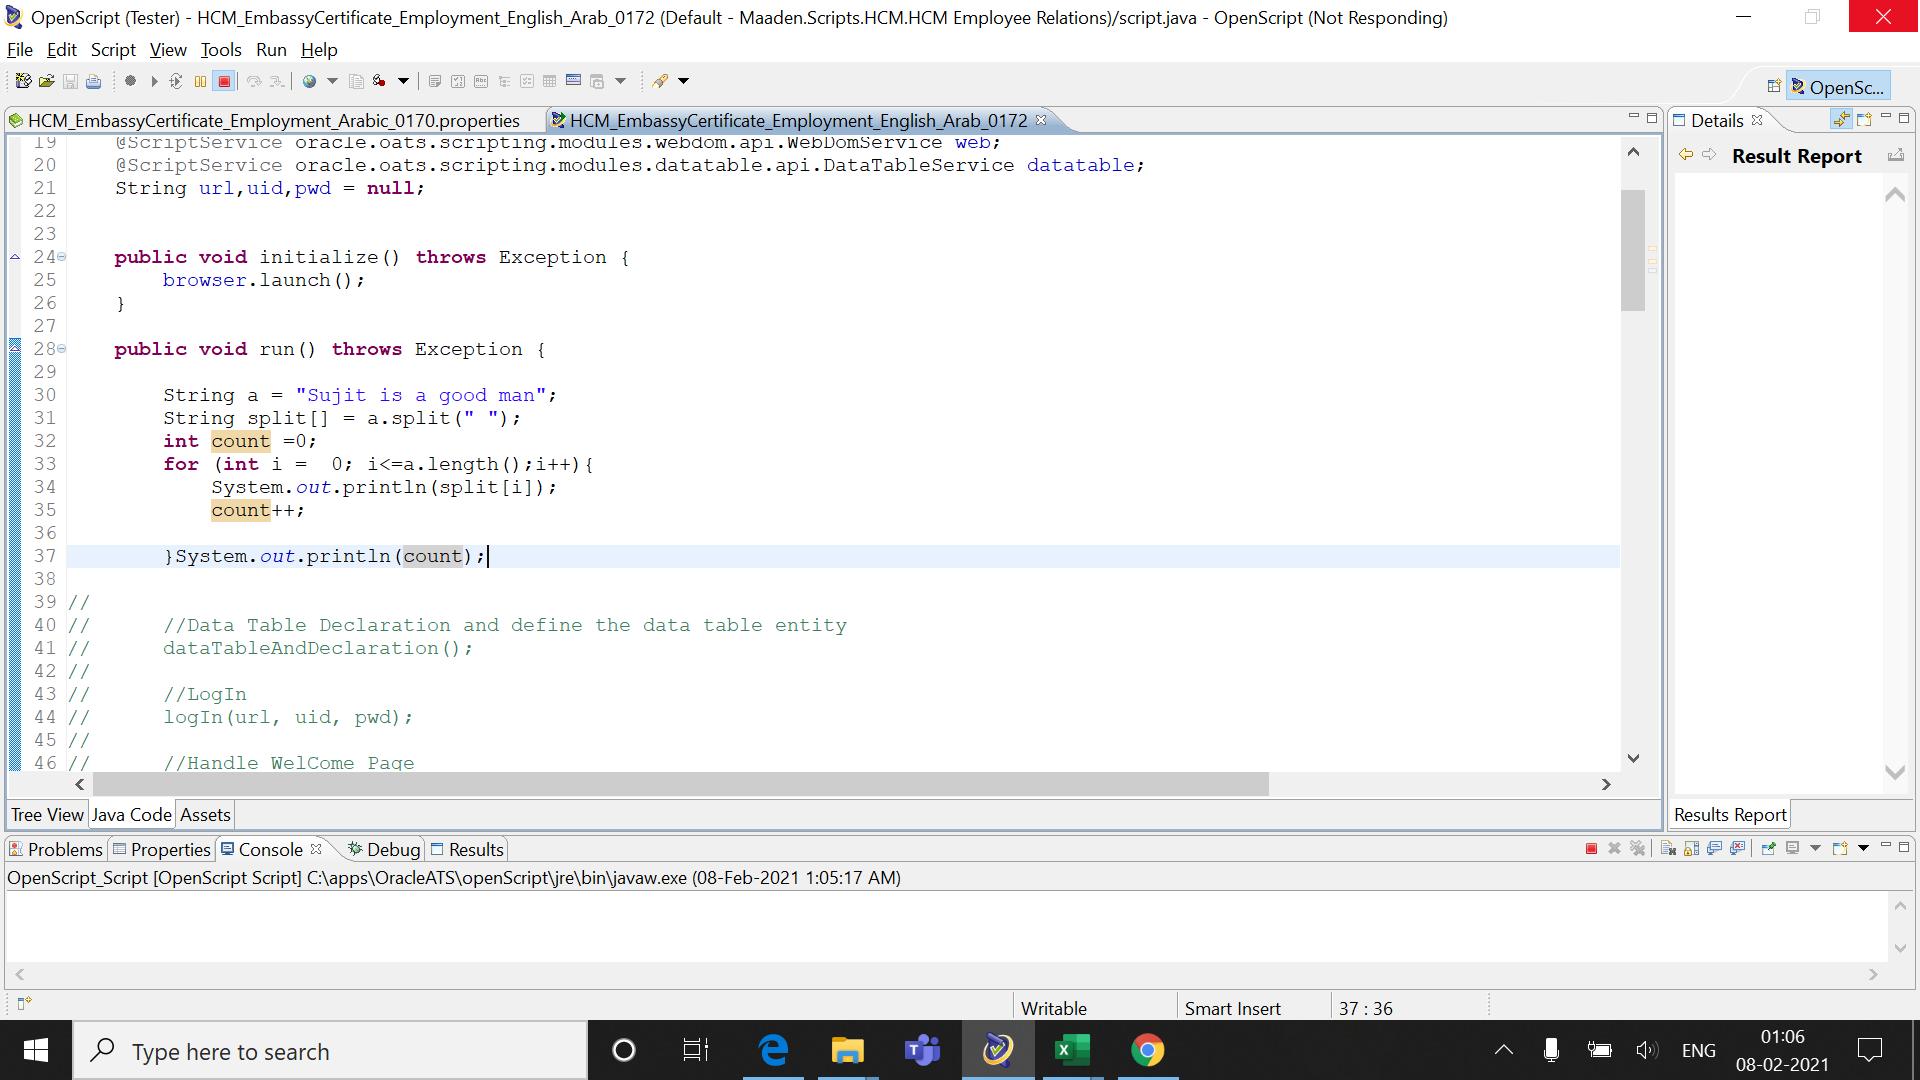 OpenScript (Tester) - HCM_EmbassyCertificate_Employment_English_Arab_0172 (Default - Maaden.Scripts.HCM.HCM Employee Relations)/script.java - OpenScript (Not Responding)
File Edit Script View Tools Run Help
OpenSc...
HCM_EmbassyCertificate_Employment_Arabic_0170.properties HCM_EmbassyCertificate_Employment_English_Arab_0172
Details
Result Report
19 @ScriptService oracle.oats.scripting.modules.webdom.api.WebDomService web;
20 @ScriptService oracle.oats.scripting.modules.datatable.api.DataTableService datatable;
21 String url,uid,pwd = null;
22
23
24 public void initialize() throws Exception {
25 browser.launch();
26 }
27
28 public void run() throws Exception {
29
30 String a = "Sujit is a good man";
31 String split[] = a.split(" ");
32 int count =0;
33 for (int i =  0; i<=a.length();i++){
34 System.out.println(split[i]);
35 count++;
36
37 }System.out.println(count);
38
39 //
40 // //Data Table Declaration and define the data table entity
41 // dataTableAndDeclaration();
42 //
43 // //LogIn
44 // logIn(url, uid, pwd);
45 //
46 // //Handle WelCome Page
Tree View Java Code Assets
Results Report
Problems Properties Console Debug Results
OpenScript_Script [OpenScript Script] C:\apps\OracleATS\openScript\jre\bin\javaw.exe (08-Feb-2021 1:05:17 AM)
Writable Smart Insert 37 : 36
Type here to search
ENG
01:06
08-02-2021